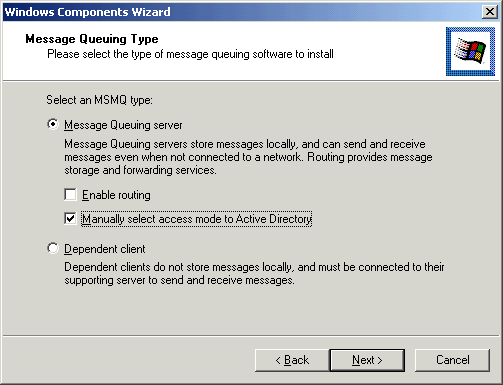 Windows Components Wizard
Message Queuing Type
Please select the type of message queuing software to install
Select an MSMQ type:
Message Queuing server
Message Queuing servers store messages locally, and can send and receive
messages even when not connected to a network. Routing provides message
storage and forwarding services.
Enable routing
Manually select access mode to Active Directory
Dependent client
Dependent clients do not store messages locally, and must be connected to their
supporting server to send and receive messages.
< Back Next > Cancel